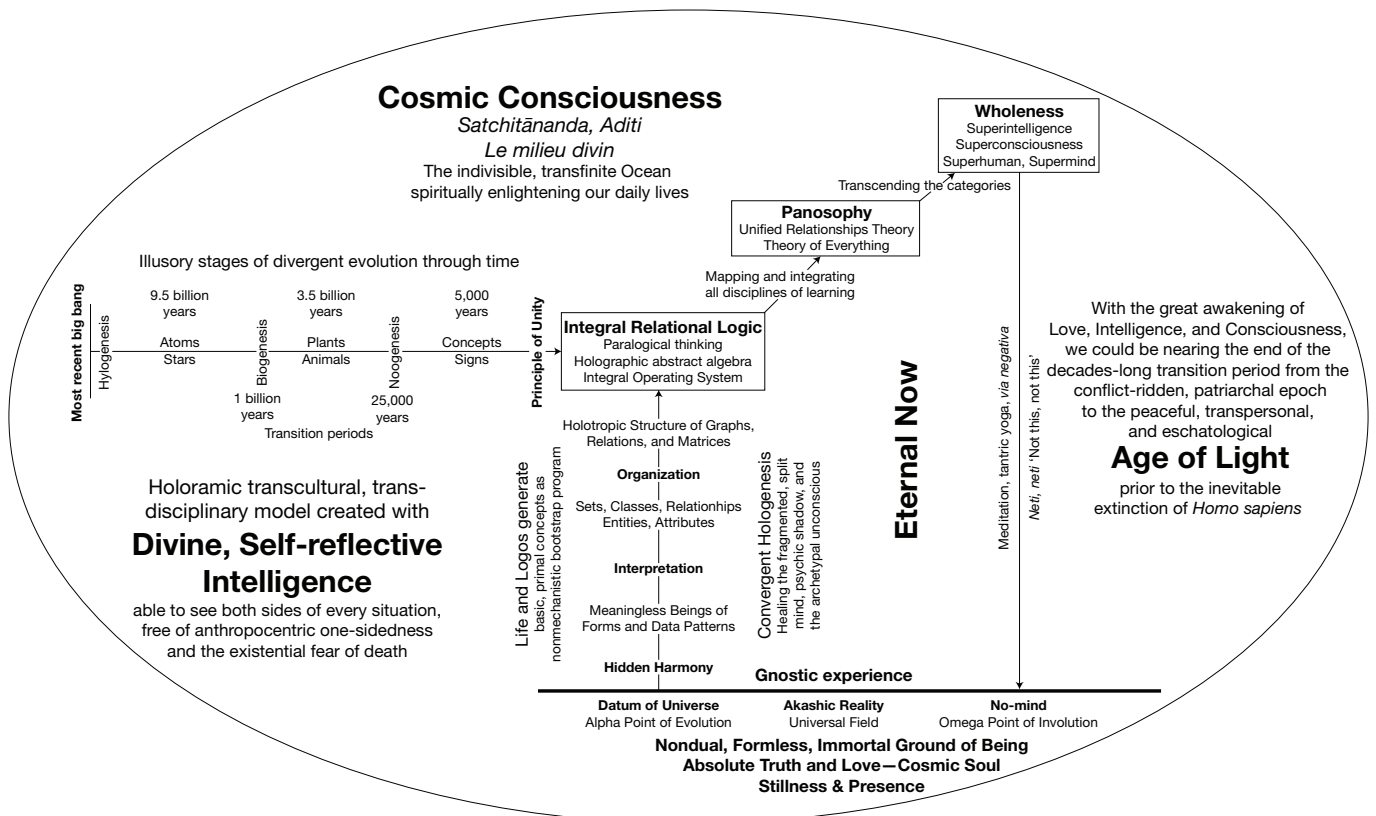 Cosmic Consciousness
Satchitānanda, Aditi
Le milieu divin
The indivisible, transfinite Ocean
spiritually enlightening our daily lives
Wholeness
Superintelligence
Superconsciousness
Superhuman, Supermind
Transcending the categories
Panosophy
Unified Relationships Theory
Theory of Everything
Mapping and integrating
all disciplines of learning
Illusory stages of divergent evolution through time
Most recent big bang
Hylogenesis
9.5 billion
years
Atoms
Stars
Biogenesis
1 billion
years
3.5 billion
years
Plants
Animals
Noogenesis
25,000
years
Transition periods
5,000
years
Concepts
Signs
Principle of Unity
Integral Relational Logic
Paralogical thinking
Holographic abstract algebra
Integral Operating System
Holotropic Structure of Graphs,
Relations, and Matrices
Organization
Sets, Classes, Relationhips
Entities, Attributes
Interpretation
Meaningless Beings of
Forms and Data Patterns
Hidden Harmony
Life and Logos generate
basic, primal concepts as
nonmechanistic bootstrap program
Convergent Hologenesis
Healing the fragmented, split
mind, psychic shadow, and
the archetypal unconscious
Eternal Now
Meditation, tantric yoga, via negativa
Neti, neti 'Not this, not this'
With the great awakening of
Love, Intelligence, and Consciousness,
we could be nearing the end of the
decades-long transition period from the
conflict-ridden, patriarchal epoch
to the peaceful, transpersonal,
and eschatological
Age of Light
prior to the inevitable
extinction of Homo sapiens
Holoramic transcultural, trans-
disciplinary model created with
Divine, Self-reflective
Intelligence
able to see both sides of every situation,
free of anthropocentric one-sidedness
and the existential fear of death
Gnostic experience
Datum of Universe
Alpha Point of Evolution
Akashic Reality
Universal Field
No-mind
Omega Point of Involution
Nondual, Formless, Immortal Ground of Being
Absolute Truth and Love—Cosmic Soul
Stillness & Presence